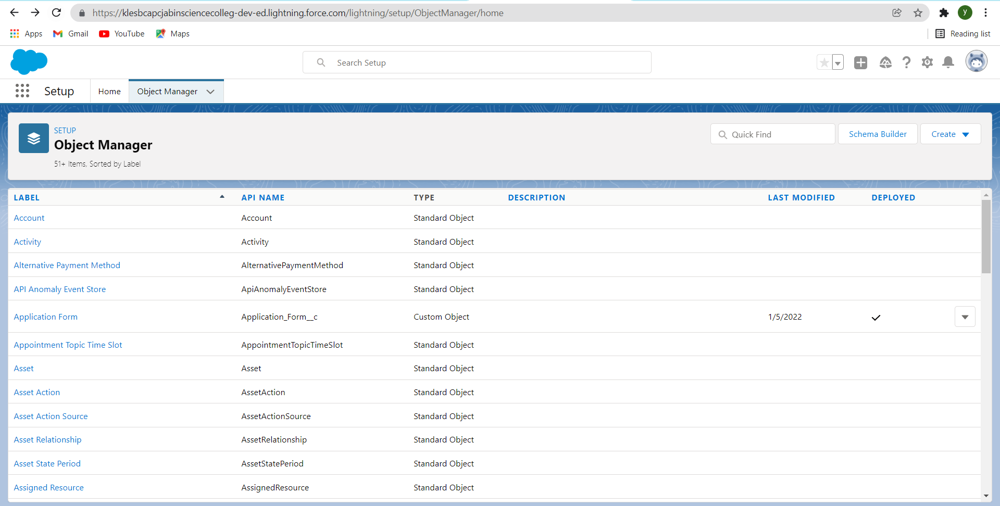 https://klesbcapcjabinsciencecolleg-dev-ed.lightning.force.com/lightning/setup/ObjectManager/home
y
Apps Gmail YouTube Maps Reading list
Search Setup
Setup Home Object Manager
SETUP
Object Manager
51+ Items, Sorted by Label
Quick Find Schema Builder Create
LABEL API NAME TYPE DESCRIPTION LAST MODIFIED DEPLOYED
Account Account Standard Object
Activity Activity Standard Object
Alternative Payment Method AlternativePaymentMethod Standard Object
API Anomaly Event Store ApiAnomalyEventStore Standard Object
Application Form Application_Form__c Custom Object 1/5/2022
Appointment Topic Time Slot AppointmentTopicTimeSlot Standard Object
Asset Asset Standard Object
Asset Action AssetAction Standard Object
Asset Action Source AssetActionSource Standard Object
Asset Relationship AssetRelationship Standard Object
Asset State Period AssetStatePeriod Standard Object
Assigned Resource AssignedResource Standard Object